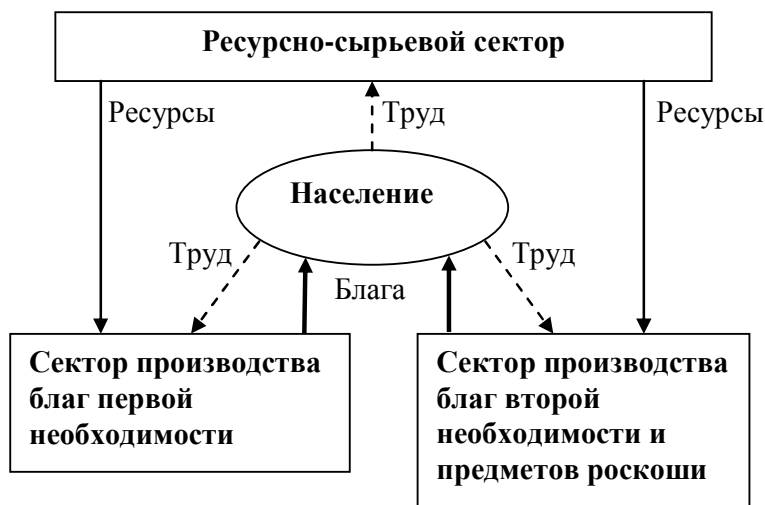 Ресурсно-сырьевой сектор
Ресурсы
Труд
Ресурсы
Население
Труд
Труд
Блага
Сектор производства
благ первой
необходимости
Сектор производства
благ второй
необходимости и
предметов роскоши